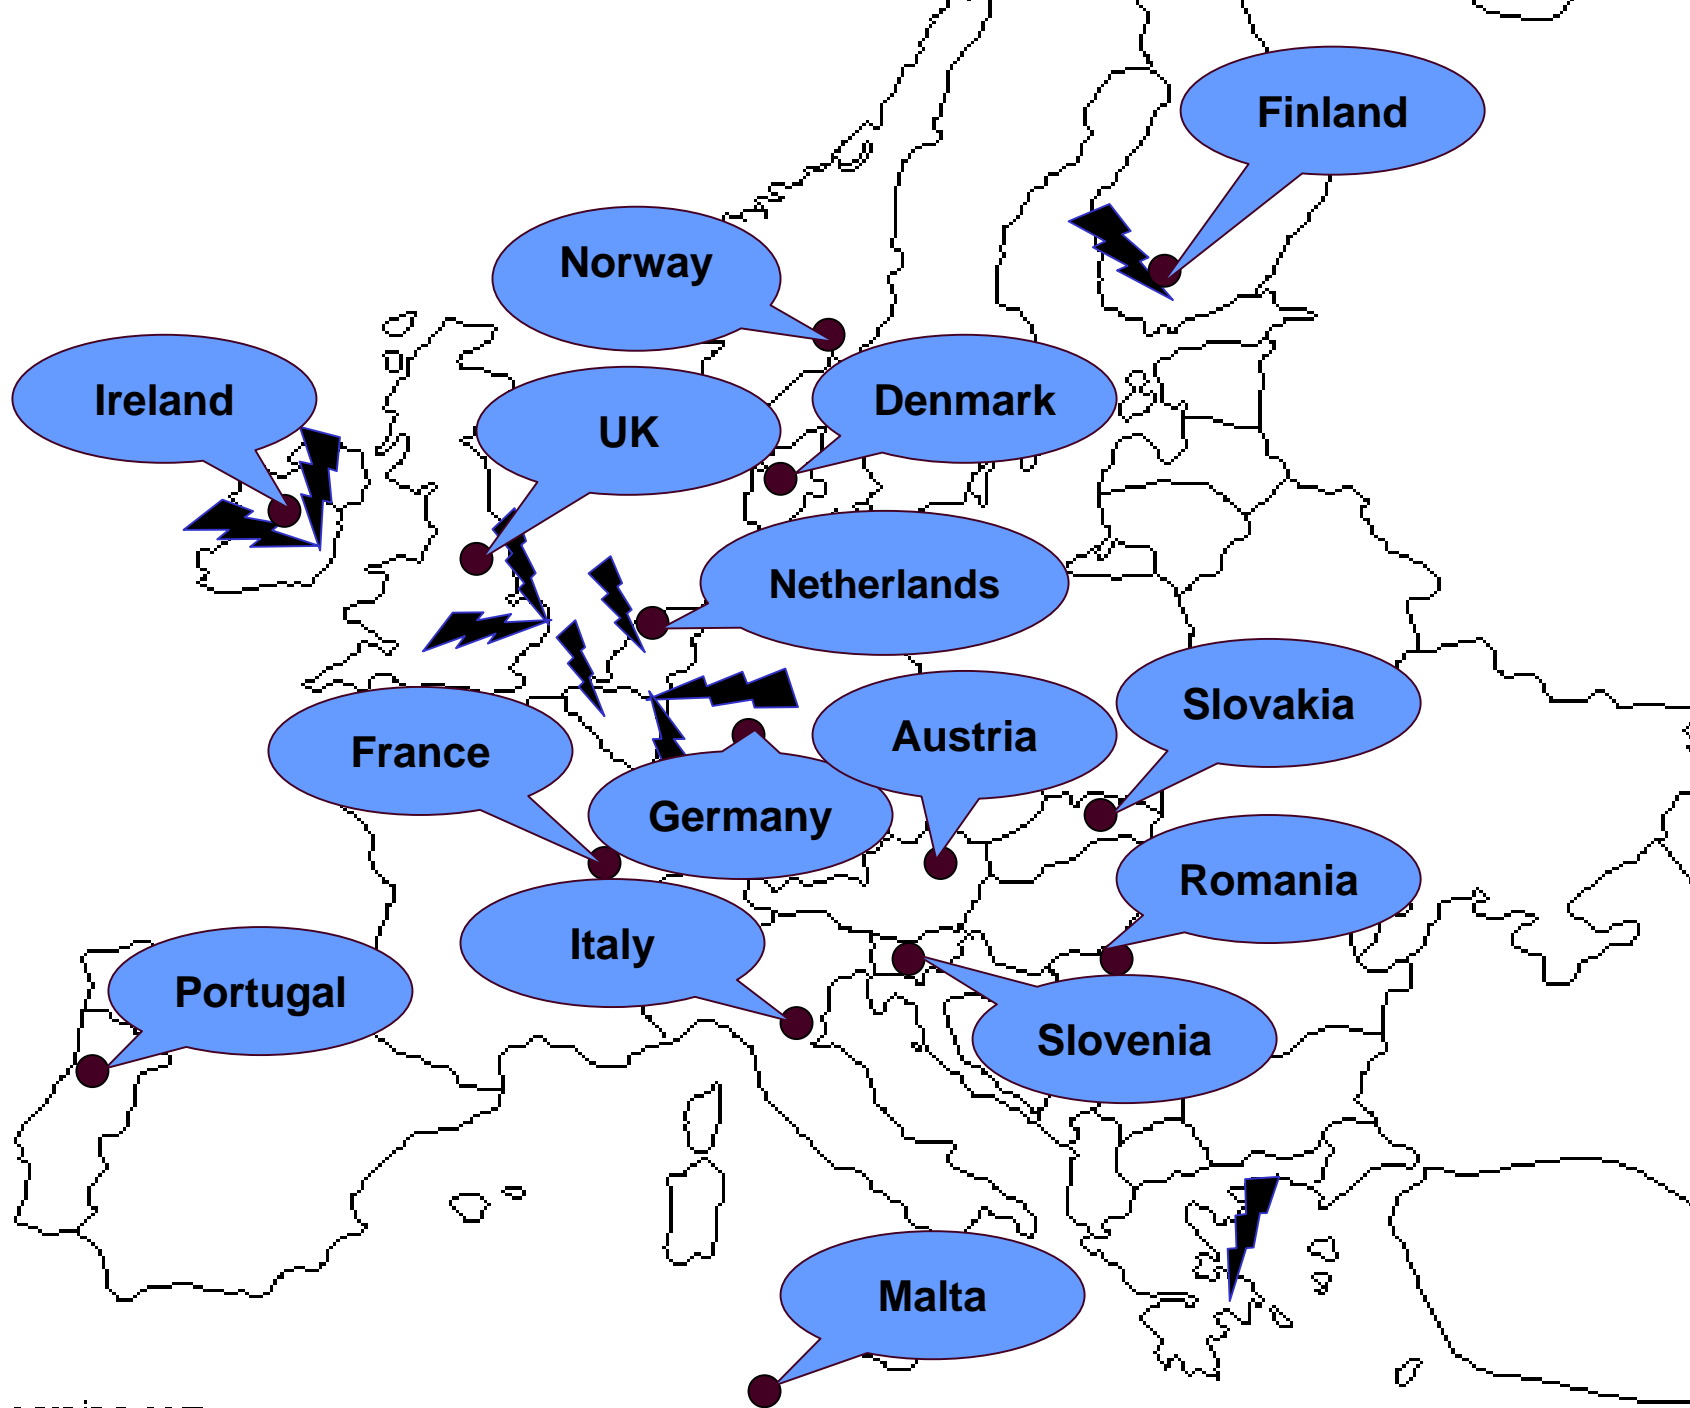 Finland
Norway
Ireland
UK
Denmark
Netherlands
Slovakia
France
Austria
Germany
Romania
Italy
Portugal
Slovenia
Malta